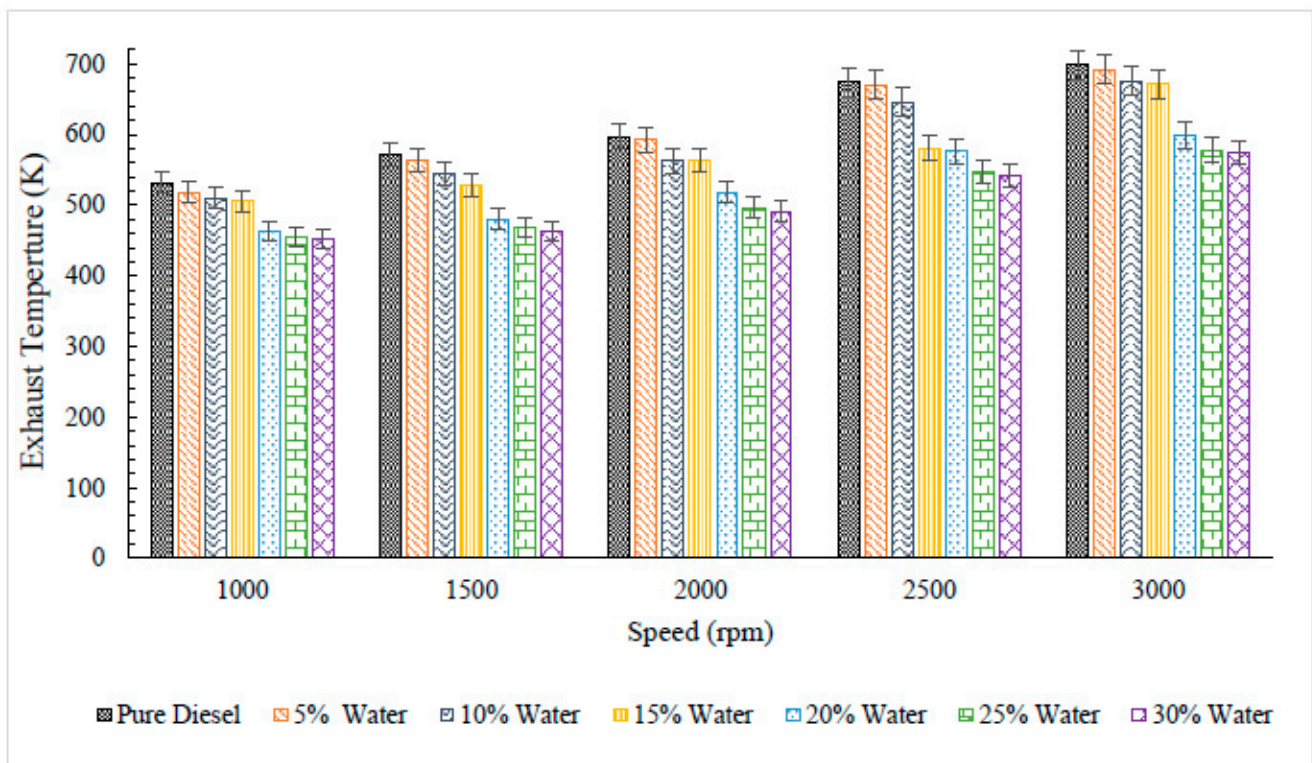 Exhaust Temperture (K)
700
600
500
400
300
200
100
0
1000 1500 2000 2500 3000
Speed (rpm)
Pure Diesel 5% Water 10% Water 15% Water 20% Water 25% Water 30% Water